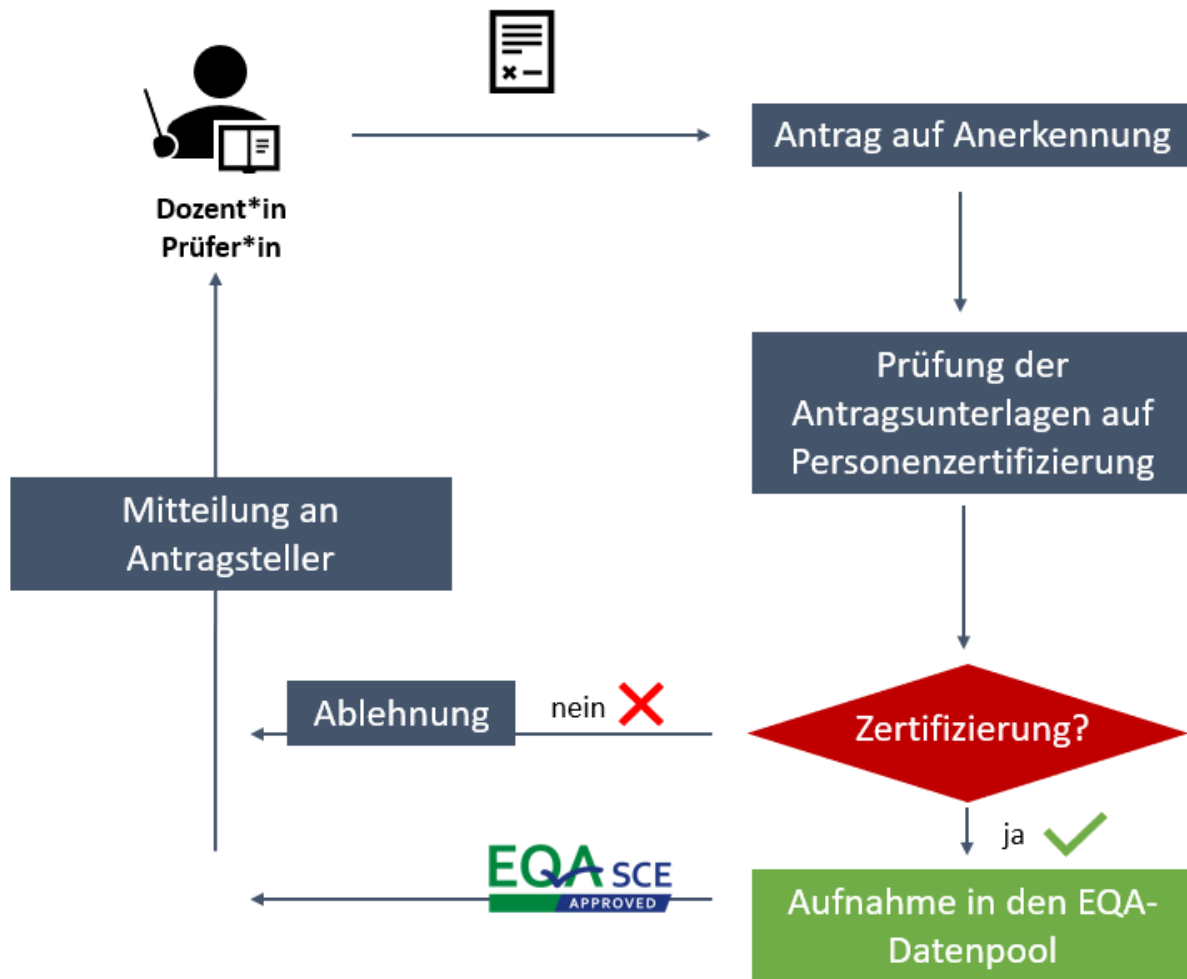 Dozent*in
Prüfer*in
Antrag auf Anerkennung
Prüfung der
Antragsunterlagen auf
Personenzertifizierung
Mitteilung an
Antragsteller
Zertifizierung?
nein
Ablehnung
ja
Aufnahme in den EQA-
Datenpool
EQA SCE
APPROVED